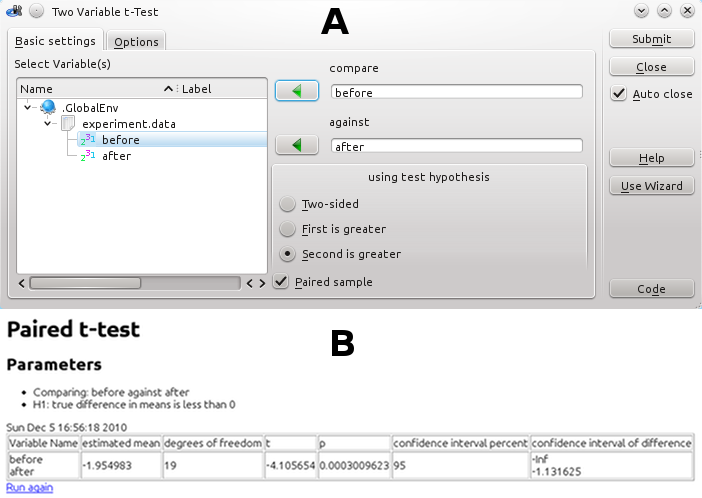 Two Variable t-Test
A
Basic settings
Options
Submit
Close
Auto close
Help
Use Wizard
Code
Select Variable(s)
Name
Label
.GlobalEnv
experiment.data
before
after
compare
before
against
after
using test hypothesis
Two-sided
First is greater
Second is greater
Paired sample
B
Paired t-test
Parameters
Comparing: before against after
H1: true difference in means is less than 0
Sun Dec 5 16:56:18 2010
Variable Name estimated mean degrees of freedom t p confidence interval percent confidence interval of difference
before -Inf
after -1.954983 19 -4.105654 0.0003009623 95 -1.131625
Run again